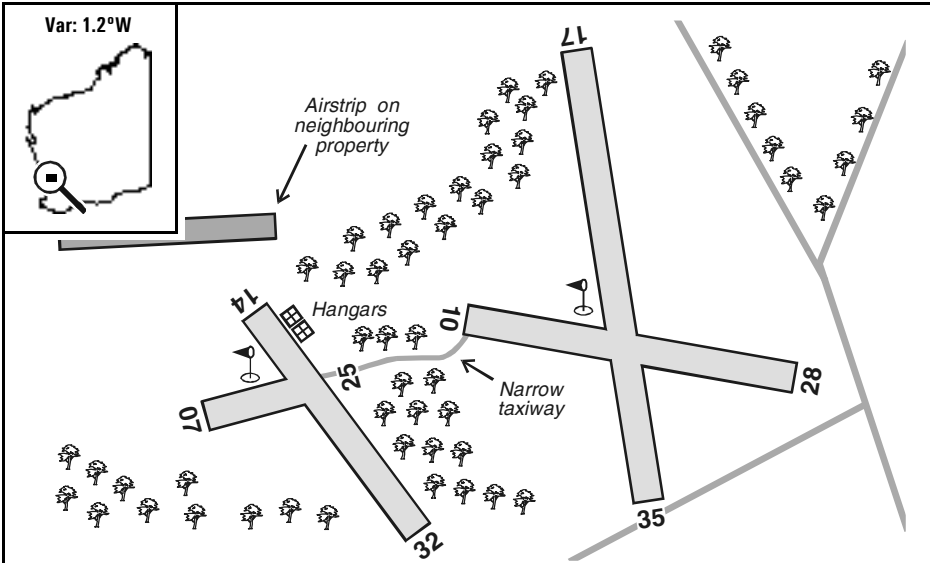 Var: 1.2°W
17
Airstrip on
neighbouring
property
14
Hangars
10
25
28
Narrow
taxiway
07
35
32